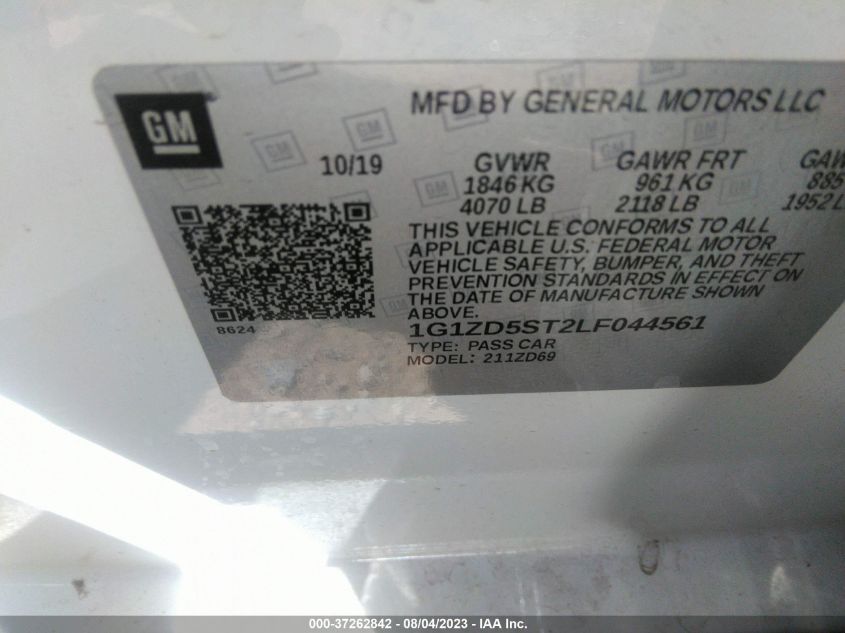 GM
MFD BY GENERAL MOTORS LLC
10/19
GVWR GAWR FRT GAW
1846 KG 961 KG 885
4070 LB 2118 LB 1952 L
THIS VEHICLE CONFORMS TO ALL
APPLICABLE U.S. FEDERAL MOTOR
VEHICLE SAFETY, BUMPER, AND THEFT
PREVENTION STANDARDS IN EFFECT ON
THE DATE OF MANUFACTURE SHOWN
ABOVE.
8624
1G1ZD5ST2LF044561
TYPE: PASS CAR
MODEL: 211ZD69
000-37262842 - 08/04/2023 - IAA Inc.